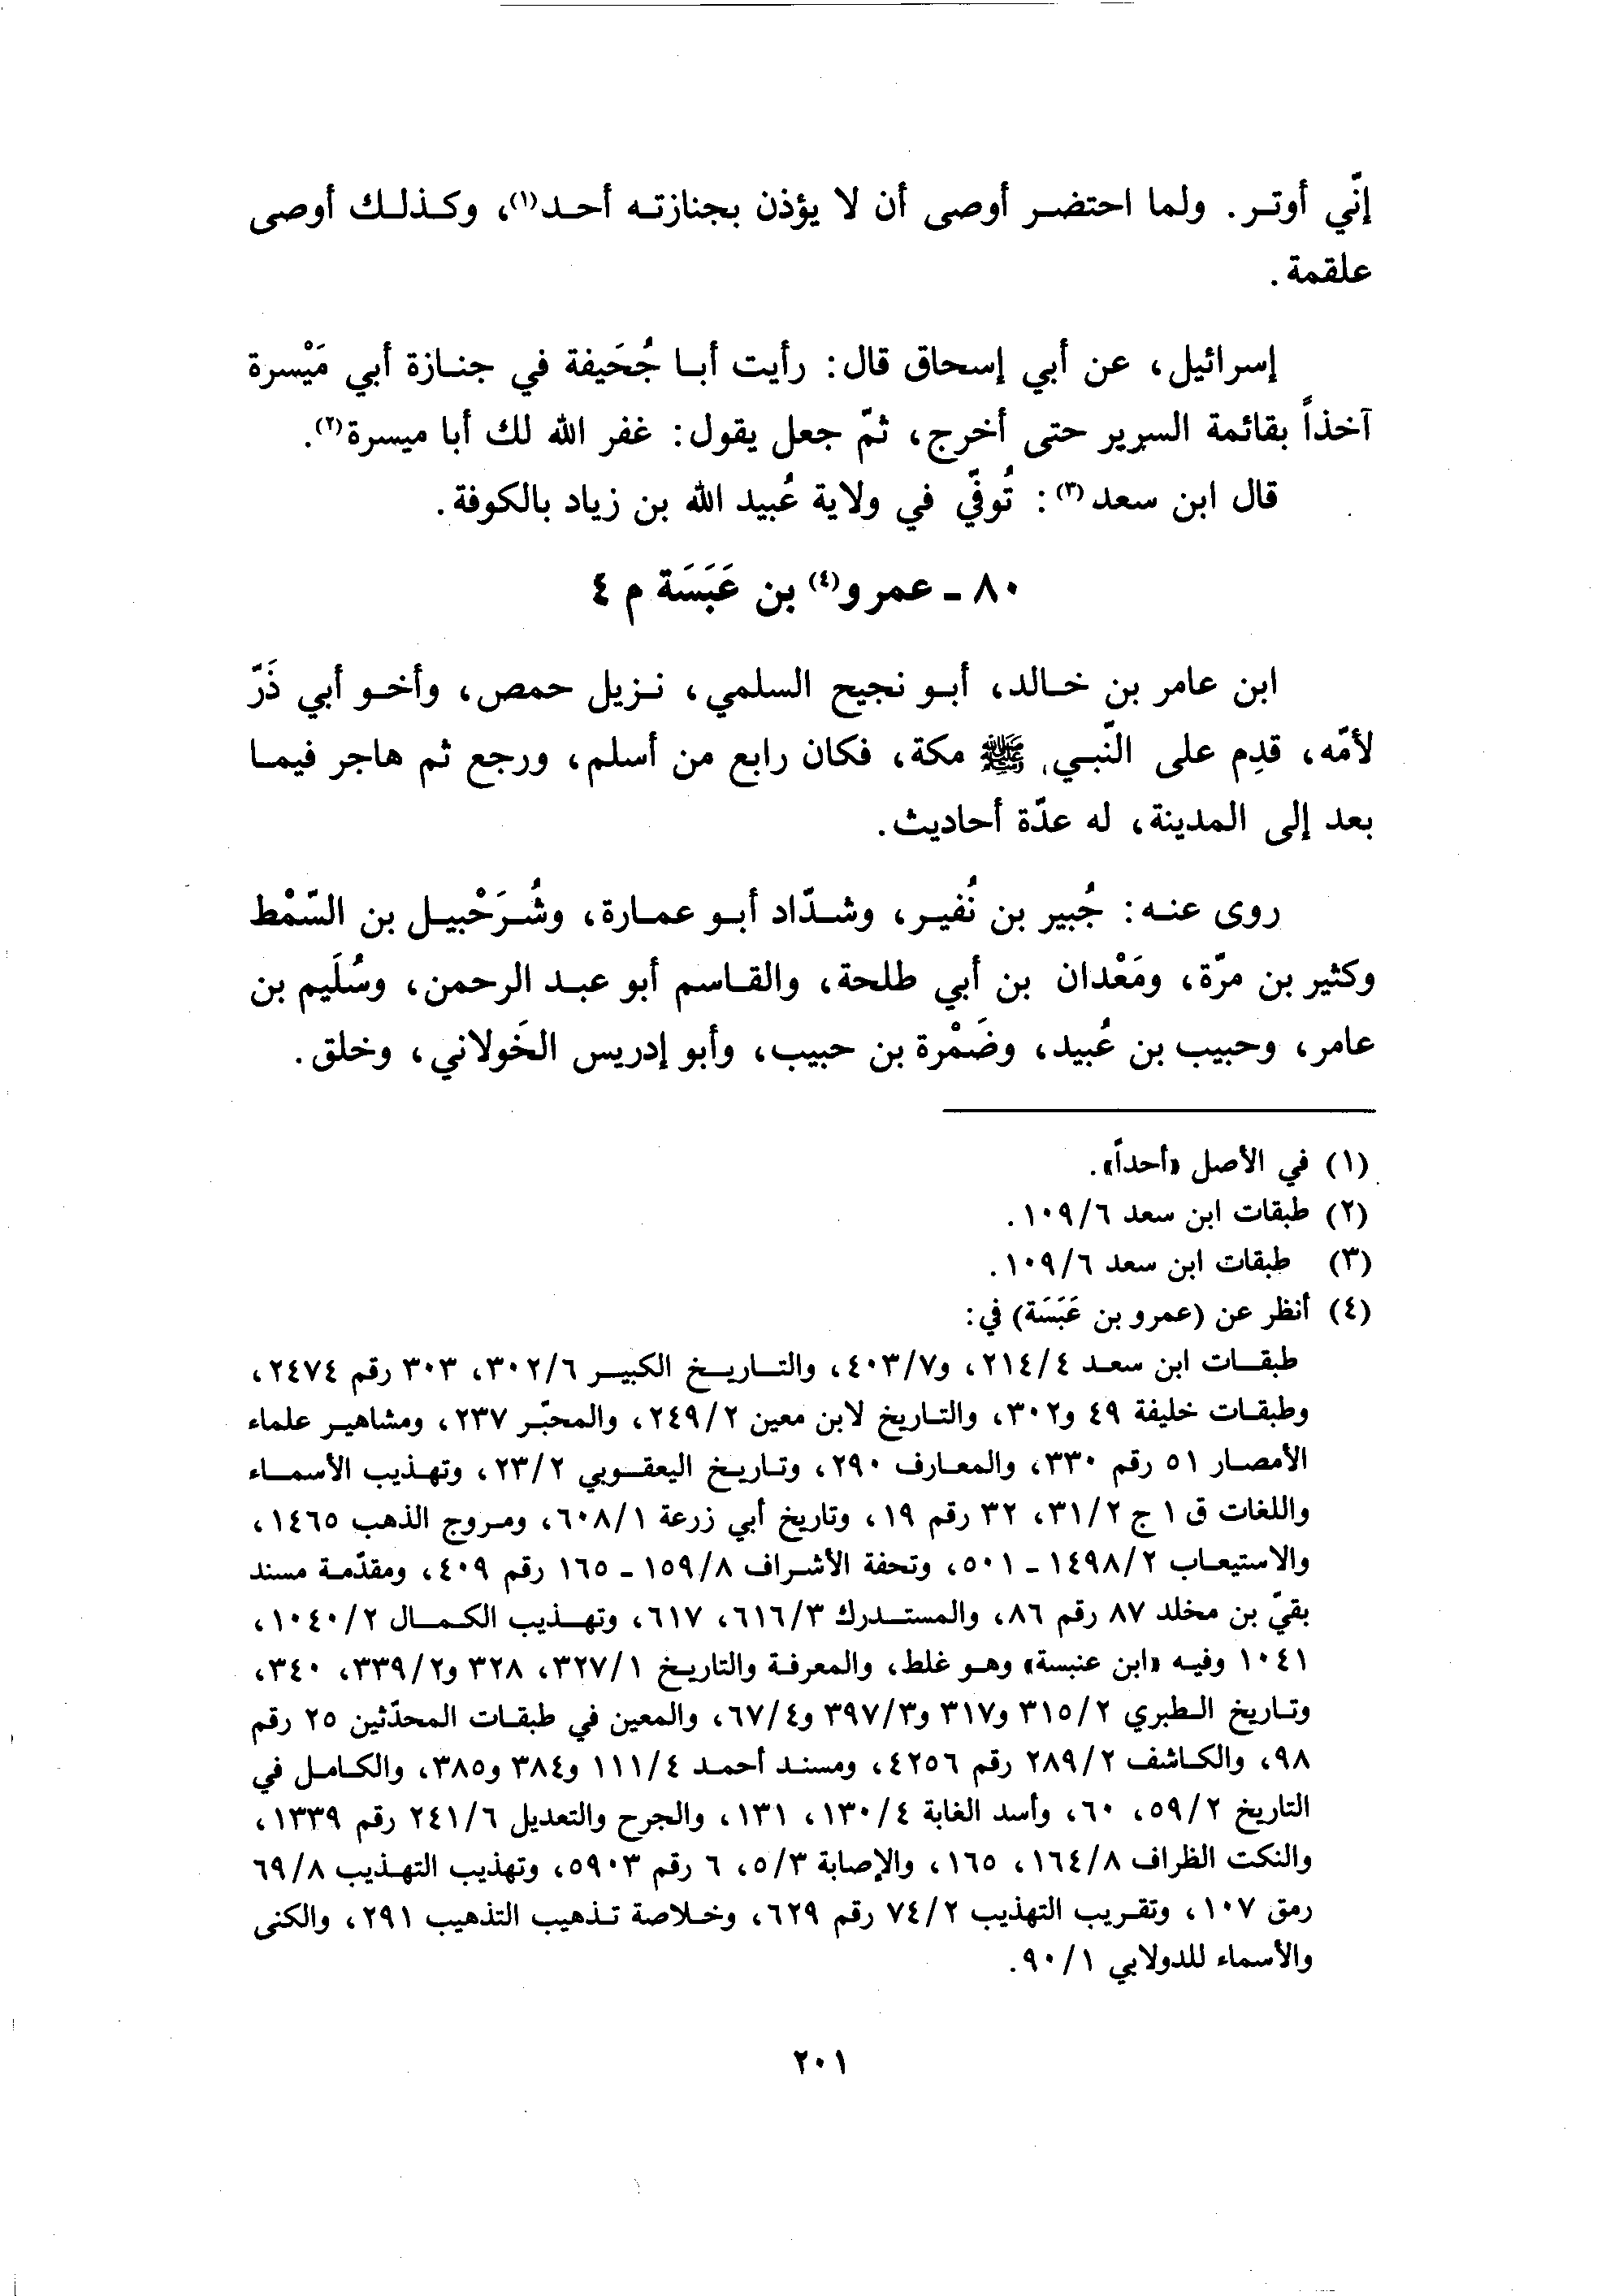 إنّي أوتر. ولما احتضر أوصى أن لا يؤذن بجنازته أحد(١)، وكذلك أوصى
علقمة.
إسرائيل، عن أبي إسحاق قال: رأيت أبا جُحَيفة في جنازة أبي مَيْسرة
آخذاً بقائمة السرير حتى أخرج، ثمّ جعل يقول: غفر الله لك أبا ميسرة(٢).
قال ابن سعد(٣): تُوفّي في ولاية عُبيد الله بن زياد بالكوفة.
٨٠ - عمرو(٤) بن عَبَسَة م ٤
ابن عامر بن خالد، أبو نجيح السلمي، نزيل حمص، وأخو أبي ذَرّ
لأمّه، قدِم على النّبي ﷺ مكة، فكان رابع من أسلم، ورجع ثم هاجر فيما
بعد إلى المدينة، له عدّة أحاديث.
روى عنه: جُبير بن نُفير، وشدّاد أبو عمارة، وشُرَحْبيل بن السّمْط
وكثير بن مرّة، ومَعْدان بن أبي طلحة، والقاسم أبو عبد الرحمن، وسُلَيم بن
عامر، وحبيب بن عُبيد، وضَمْرة بن حبيب، وأبو إدريس الخَولاني، وخلق.
(١) في الأصل «أحداً».
(٢) طبقات ابن سعد ١٠٩/٦.
(٣) طبقات ابن سعد ١٠٩/٦.
(٤) أنظر عن (عمرو بن عَبَسَة) في:
طبقات ابن سعد ٢١٤/٤، و٤٠٣/٧، والتاريخ الكبير ٣٠٢/٦، ٣٠٣ رقم ٢٤٧٤،
وطبقات خليفة ٤٩ و٣٠٢، والتاريخ لابن معين ٢٤٩/٢، والمحبّر ٢٣٧، ومشاهير علماء
الأمصار ٥١ رقم ٣٣٠، والمعارف ٢٩٠، وتاريخ اليعقوبي ٢٣/٢، وتهذيب الأسماء
واللغات ق ١ ج ٣١/٢، ٣٢ رقم ١٩، وتاريخ أبي زرعة ٦٠٨/١، ومروج الذهب ١٤٦٥،
والاستيعاب ١٤٩٨/٢ - ٥٠١، وتحفة الأشراف ١٥٩/٨ - ١٦٥ رقم ٤٠٩، ومقدّمة مسند
بقيّ بن مخلد ٨٧ رقم ٨٦، والمستدرك ٦١٦/٣، ٦١٧، وتهذيب الكمال ١٠٤٠/٢،
١٠٤١ وفيه «ابن عنبسة» وهو غلط، والمعرفة والتاريخ ٣٢٧/١، ٣٢٨ و٣٣٩/٢، ٣٤٠،
وتاريخ الطبري ٣١٥/٢ و٣١٧ و٣٩٧/٣ و٦٧/٤، والمعين في طبقات المحدّثين ٢٥ رقم
٩٨، والكاشف ٢٨٩/٢ رقم ٤٢٥٦، ومسند أحمد ١١١/٤ و٣٨٤ و٣٨٥، والكامل في
التاريخ ٥٩/٢، ٦٠، وأسد الغابة ١٣٠/٤، ١٣١، والجرح والتعديل ٢٤١/٦ رقم ١٣٣٩،
والنكت الظراف ١٦٤/٨، ١٦٥، والإصابة ٥/٣، ٦ رقم ٥٩٠٣، وتهذيب التهذيب ٦٩/٨
رمق ١٠٧، وتقريب التهذيب ٧٤/٢ رقم ٦٢٩، وخلاصة تذهيب التذهيب ٢٩١، والكنى
والأسماء للدولابي ٩٠/١.
٢٠١